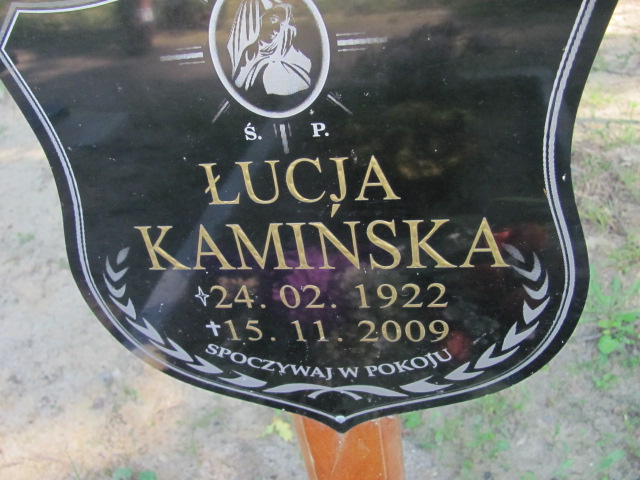 Ś. P.
ŁUCJA
KAMIŃSKA
24. 02. 1922
✝15. 11. 2009
SPOCZYWAJ W POKOJU